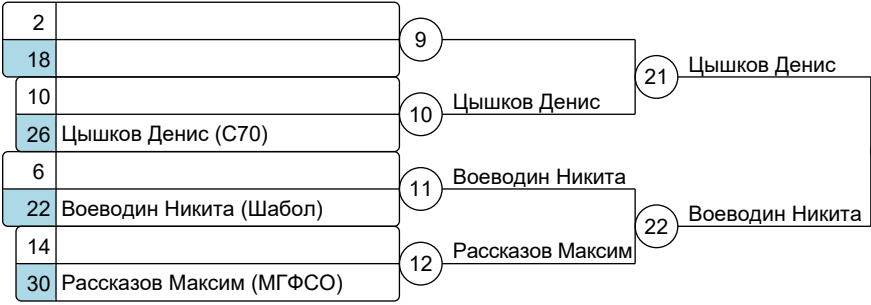 2
18
9
10
26 Цышков Денис (С70)
10
Цышков Денис
21
Цышков Денис
6
22 Воеводин Никита (Шабол)
11
Воеводин Никита
14
30 Рассказов Максим (МГФСО)
12
Рассказов Максим
22
Воеводин Никита